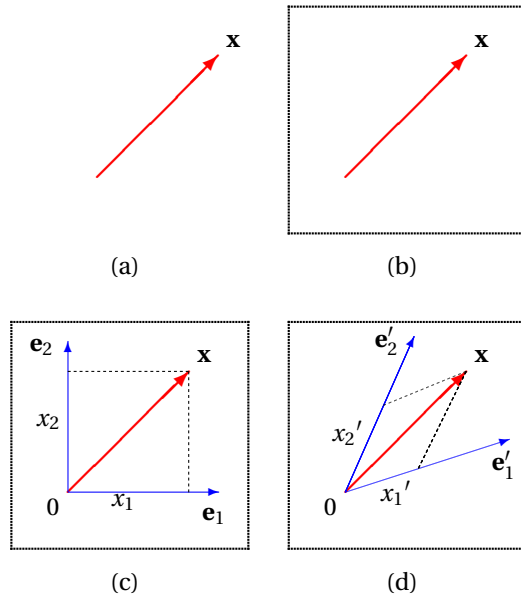 x
x
(a)
(b)
e₂
x
x₂
0
x₁
e₁
(c)
e′₂
x
x₂′
e′₁
0
x₁′
(d)